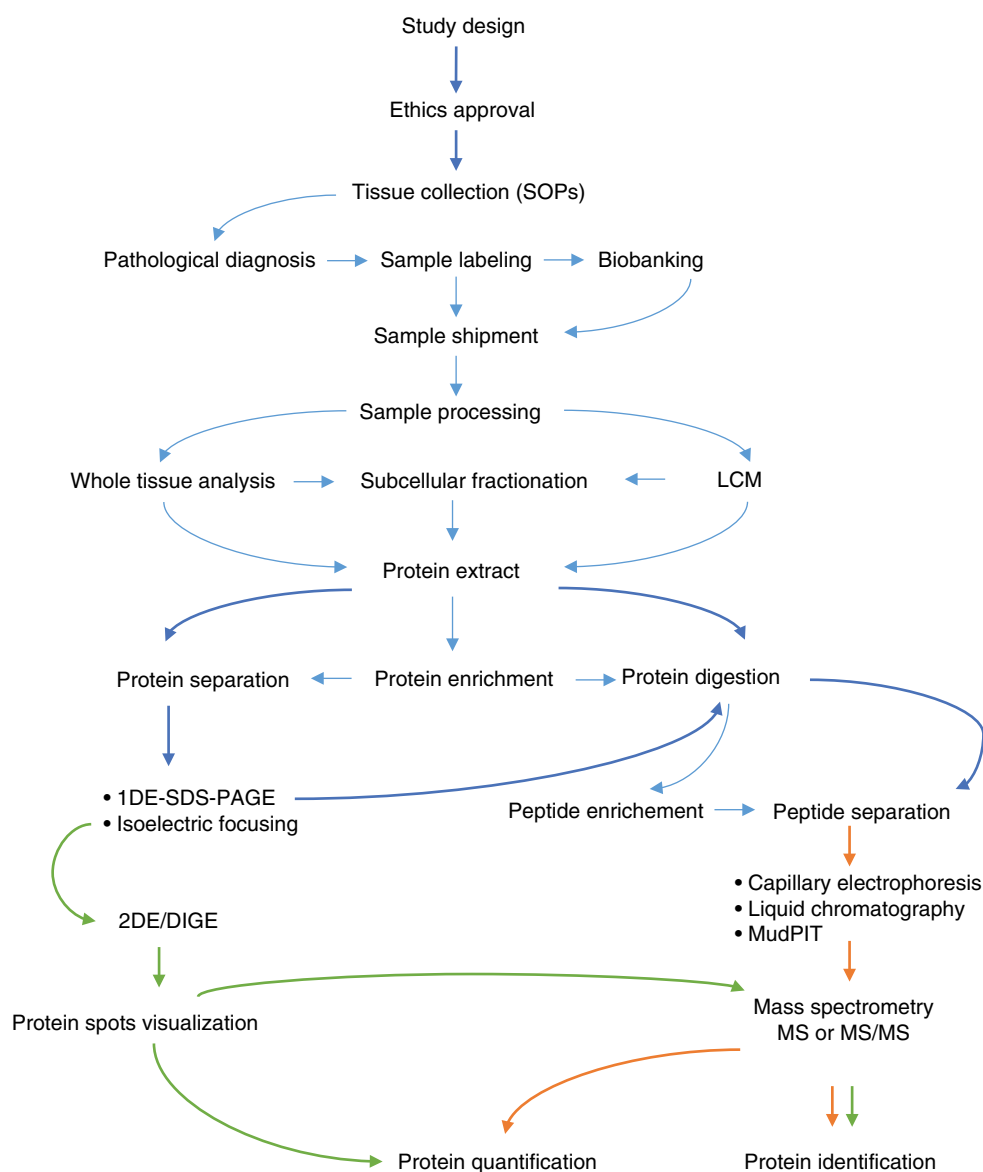 Study design
Ethics approval
Tissue collection (SOPs)
Pathological diagnosis
Sample labeling
Biobanking
Sample shipment
Sample processing
Whole tissue analysis
Subcellular fractionation
LCM
Protein extract
Protein separation
Protein enrichment
Protein digestion
• 1DE-SDS-PAGE
• Isoelectric focusing
Peptide enrichement
Peptide separation
• Capillary electrophoresis
• Liquid chromatography
• MudPIT
2DE/DIGE
Protein spots visualization
Mass spectrometry
MS or MS/MS
Protein quantification
Protein identification